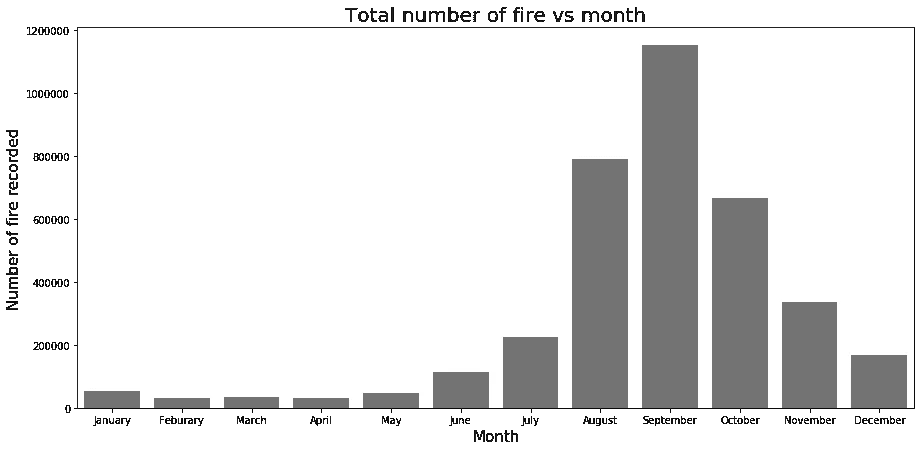 Total number of fire vs month
Number of fire recorded
1200000
1000000
800000
600000
400000
200000
0
January Feburary March April May June July August September October November December
Month